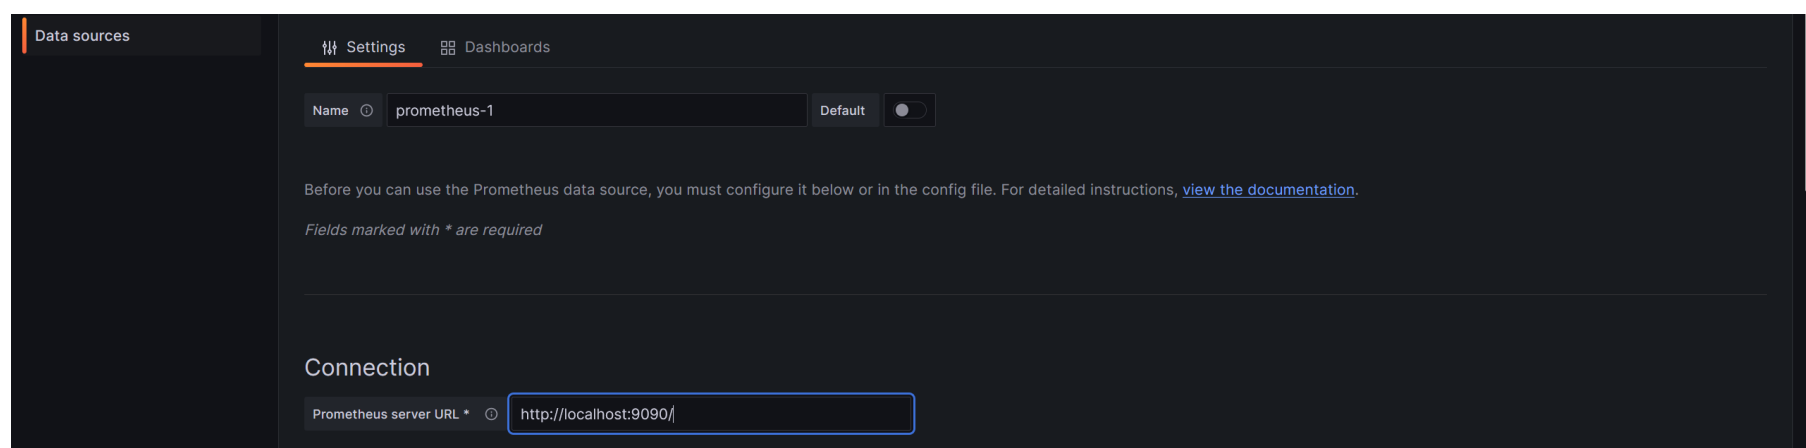 Data sources
Settings Dashboards
Name prometheus-1 Default
Before you can use the Prometheus data source, you must configure it below or in the config file. For detailed instructions, view the documentation.
Fields marked with * are required
Connection
Prometheus server URL * http://localhost:9090/